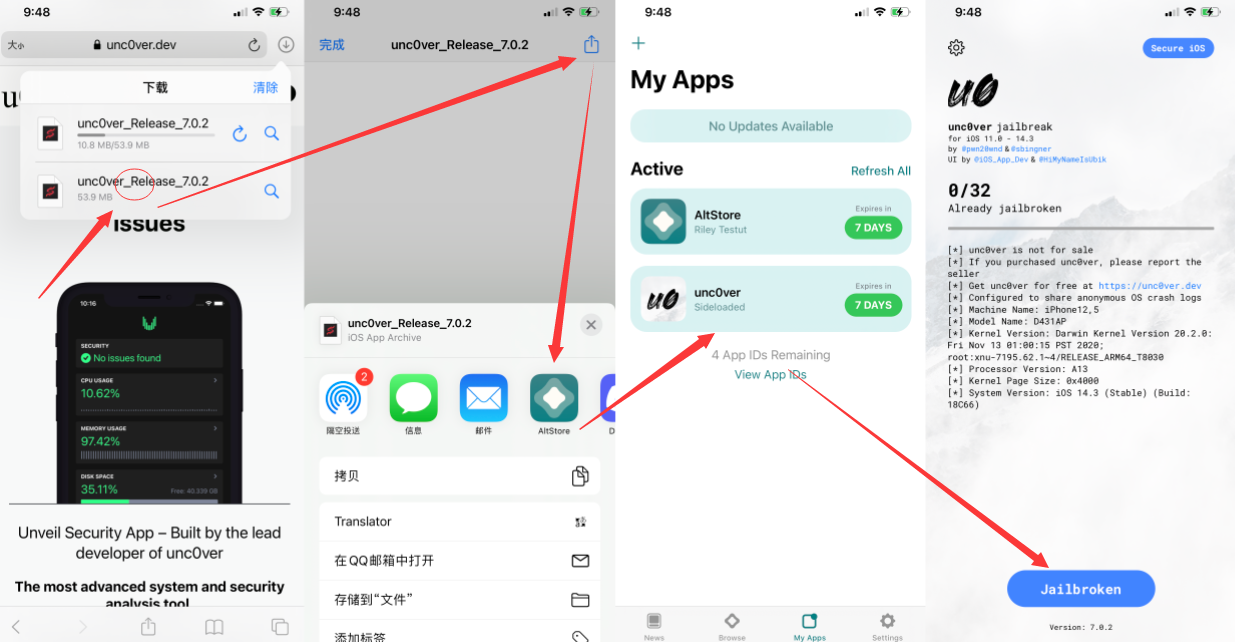 9:48
大小
unc0ver.dev
下载
清除
unc0ver_Release_7.0.2
10.8 MB/53.9 MB
unc0ver_Release_7.0.2
53.9 MB
issues
10:16
SECURITY
No issues found
CPU USAGE
10.62%
MEMORY USAGE
97.42%
DISK SPACE
35.11%
Free: 40.339 GB
Unveil Security App – Built by the lead
developer of unc0ver
The most advanced system and security
analysis tool
9:48
完成
unc0ver_Release_7.0.2
unc0ver_Release_7.0.2
iOS App Archive
2
隔空投送
信息
邮件
AltStore
D
拷贝
Translator
在QQ邮箱中打开
存储到“文件”
添加标签
9:48
My Apps
No Updates Available
Active
Refresh All
AltStore
Riley Testut
Expires in
7 DAYS
u0
unc0ver
Sideloaded
Expires in
7 DAYS
4 App IDs Remaining
View App IDs
News
Browse
My Apps
Settings
9:48
Secure iOS
u0
unc0ver jailbreak
for iOS 11.0 - 14.3
by @pwn20wnd & @sbingner
UI by @iOS_App_Dev & @HiMyNameIsUbik
0/32
Already jailbroken
[*] unc0ver is not for sale
[*] If you purchased unc0ver, please report the
seller
[*] Get unc0ver for free at https://unc0ver.dev
[*] Configured to share anonymous OS crash logs
[*] Machine Name: iPhone12,5
[*] Model Name: D431AP
[*] Kernel Version: Darwin Kernel Version 20.2.0:
Fri Nov 13 01:00:15 PST 2020;
root:xnu-7195.62.1~4/RELEASE_ARM64_T8030
[*] Processor Version: A13
[*] Kernel Page Size: 0x4000
[*] System Version: iOS 14.3 (Stable) (Build:
18C66)
Jailbroken
Version: 7.0.2